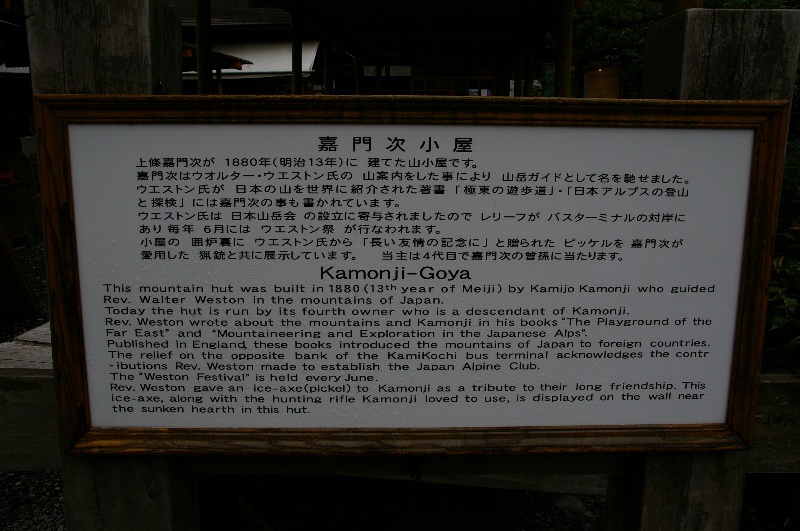 嘉門次小屋
上條嘉門次が 1880年(明治13年)に 建てた山小屋です。
嘉門次はウオルター・ウエストン氏の 山案内をした事により 山岳ガイドとして名を馳せました。
ウエストン氏が 日本の山を世界に紹介された著書 「極東の遊歩道」・「日本アルプスの登山
と探検」 には嘉門次の事も書かれています。
ウエストン氏は 日本山岳会 の設立に寄与されましたので レリーフが バスターミナルの対岸に
あり 毎年 6月には ウエストン祭 が行なわれます。
小屋の 囲炉裏に ウエストン氏から 「長い友情の記念に」 と贈られた ピッケルを 嘉門次が
愛用した 猟銃と共に展示しています。 当主は4代目で嘉門次の曽孫に当たります。
Kamonji-Goya
This mountain hut was built in 1880 (13th year of Meiji) by Kamijo Kamonji who guided
Rev. Walter Weston in the mountains of Japan.
Today the hut is run by its fourth owner who is a descendant of Kamonji.
Rev. Weston wrote about the mountains and Kamonji in his books "The Playground of the
Far East" and "Mountaineering and Exploration in the Japanese Alps".
Published in England, these books introduced the mountains of Japan to foreign countries.
The relief on the opposite bank of the KamiKochi bus terminal acknowledges the contr
-ibutions Rev. Weston made to establish the Japan Alpine Club.
The "Weston Festival" is held every June.
Rev. Weston gave an ice-axe(pickel) to Kamonji as a tribute to their long friendship. This
ice-axe, along with the hunting rifle Kamonji loved to use, is displayed on the wall near
the sunken hearth in this hut.